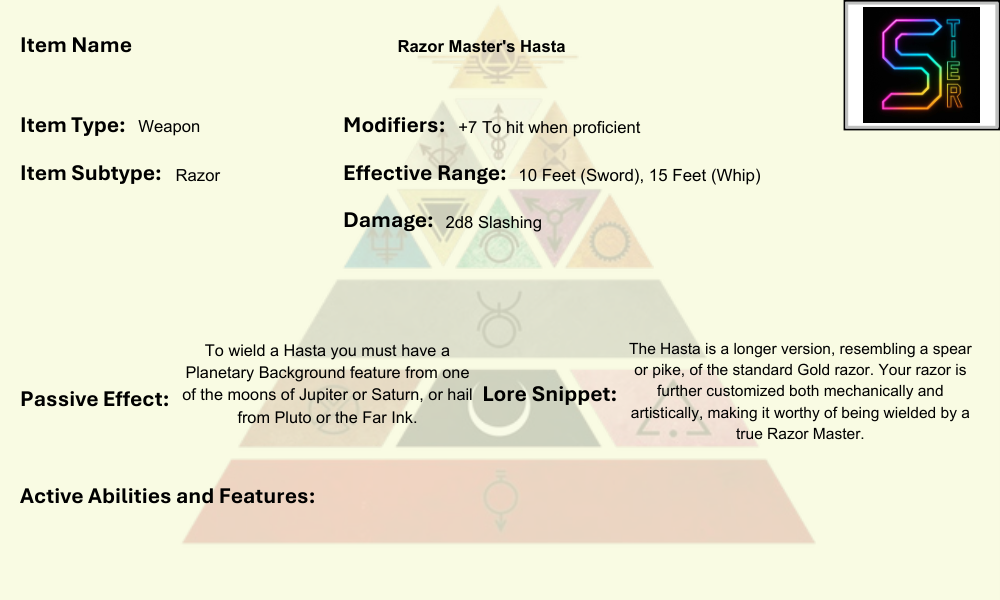 Item Name
Razor Master's Hasta
S TIER
Item Type: Weapon
Modifiers: +7 To hit when proficient
Item Subtype: Razor
Effective Range: 10 Feet (Sword), 15 Feet (Whip)
Damage: 2d8 Slashing
Passive Effect:
To wield a Hasta you must have a
Planetary Background feature from one
of the moons of Jupiter or Saturn, or hail
from Pluto or the Far Ink.
Lore Snippet:
The Hasta is a longer version, resembling a spear
or pike, of the standard Gold razor. Your razor is
further customized both mechanically and
artistically, making it worthy of being wielded by a
true Razor Master.
Active Abilities and Features: